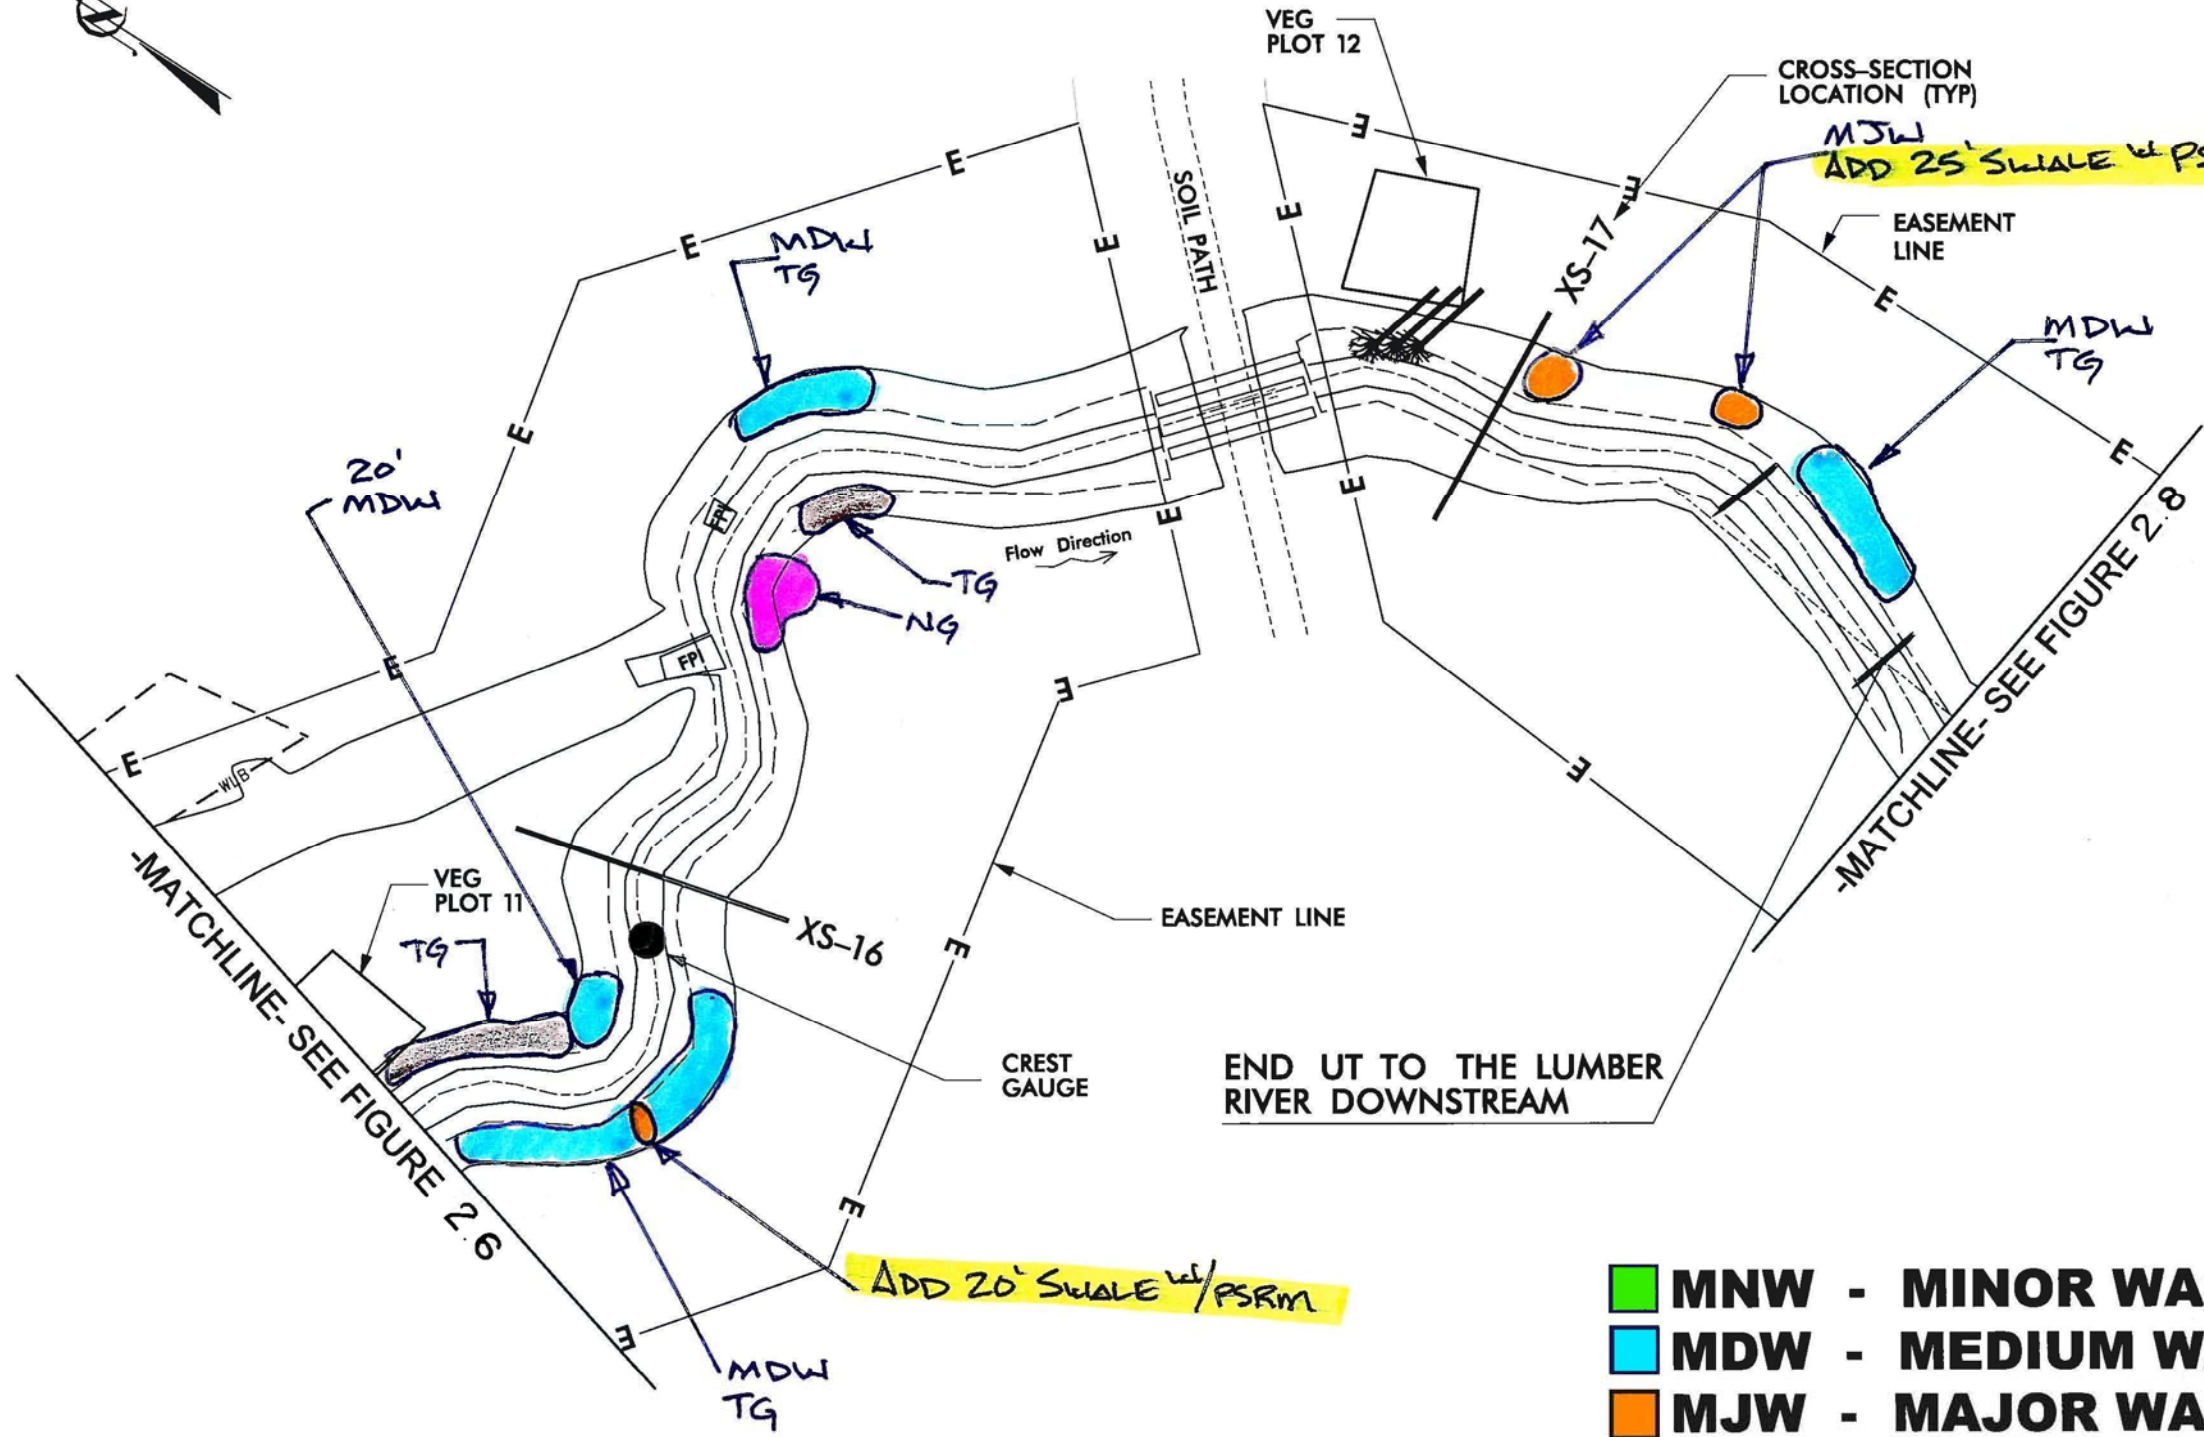 VEG
PLOT 12
CROSS–SECTION
LOCATION (TYP)
MJW
ADD 25' SWALE W/ PS
E
E
E
E
EASEMENT
LINE
SOIL PATH
XS–17
E
E
E
MDW
TG
MDW
TG
E
E
20'
MDW
E
E
E
FPI
TG
NG
Flow Direction
FPI
E
E
E
WLB
E
-MATCHLINE- SEE FIGURE 2.8
VEG
PLOT 11
TG
XS–16
EASEMENT LINE
E
-MATCHLINE- SEE FIGURE 2.6
CREST
GAUGE
END UT TO THE LUMBER
RIVER DOWNSTREAM
E
ADD 20' SWALE W/PSRM
E
MDW
TG
MNW - MINOR WA
MDW - MEDIUM WA
MJW - MAJOR WA